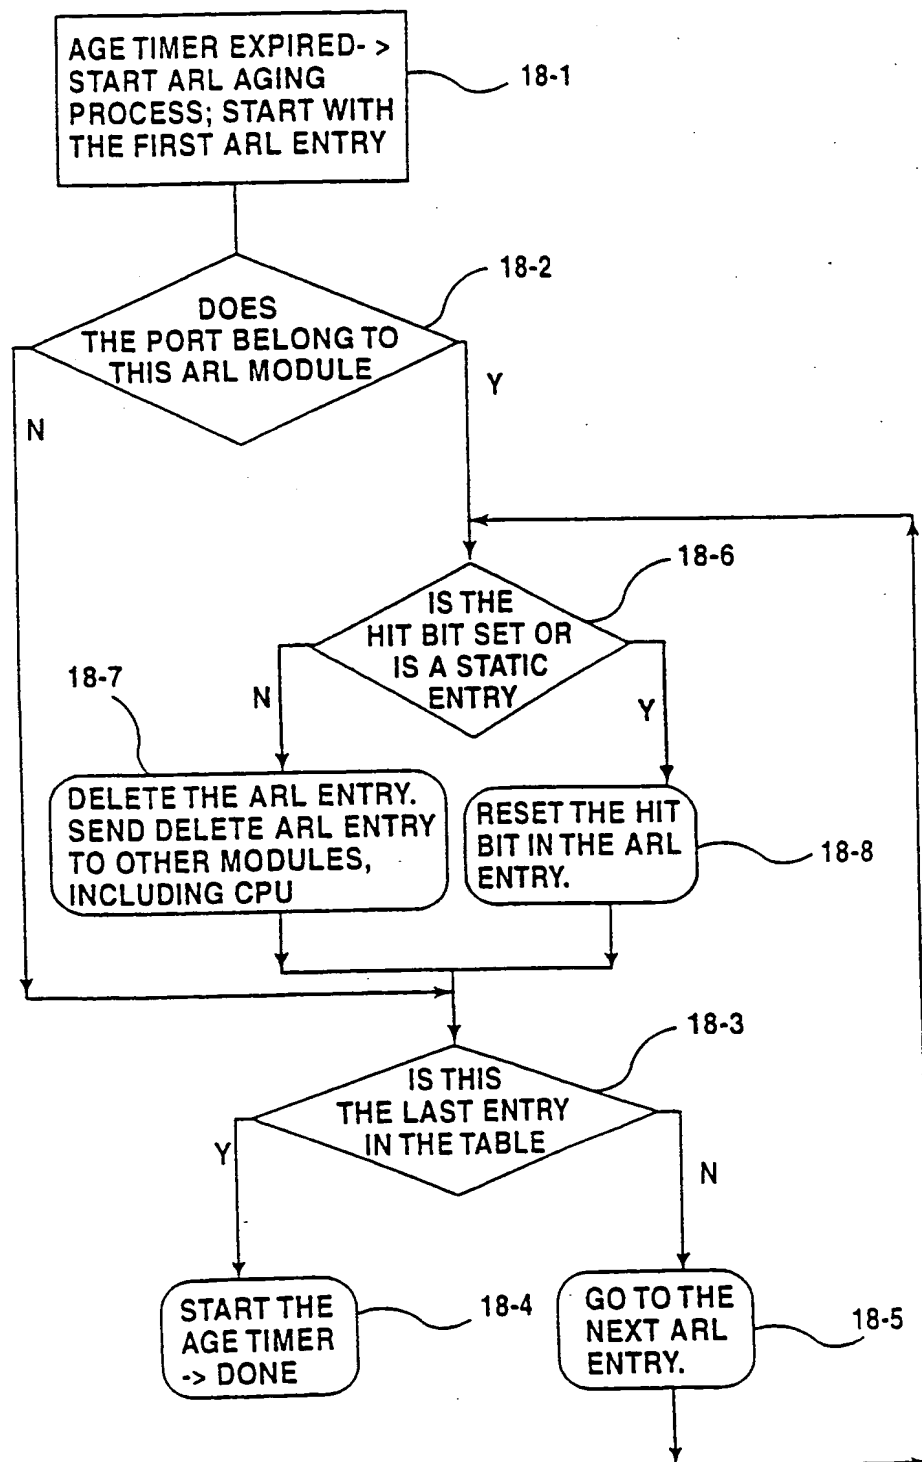 AGE TIMER EXPIRED- >
START ARL AGING
PROCESS; START WITH
THE FIRST ARL ENTRY
18-1
18-2
DOES
THE PORT BELONG TO
THIS ARL MODULE
Y
N
18-6
IS THE
HIT BIT SET OR
IS A STATIC
ENTRY
18-7
N
Y
DELETE THE ARL ENTRY.
SEND DELETE ARL ENTRY
TO OTHER MODULES,
INCLUDING CPU
RESET THE HIT
BIT IN THE ARL
ENTRY.
18-8
18-3
IS THIS
THE LAST ENTRY
IN THE TABLE
Y
N
START THE
AGE TIMER
-> DONE
18-4
GO TO THE
NEXT ARL
ENTRY.
18-5